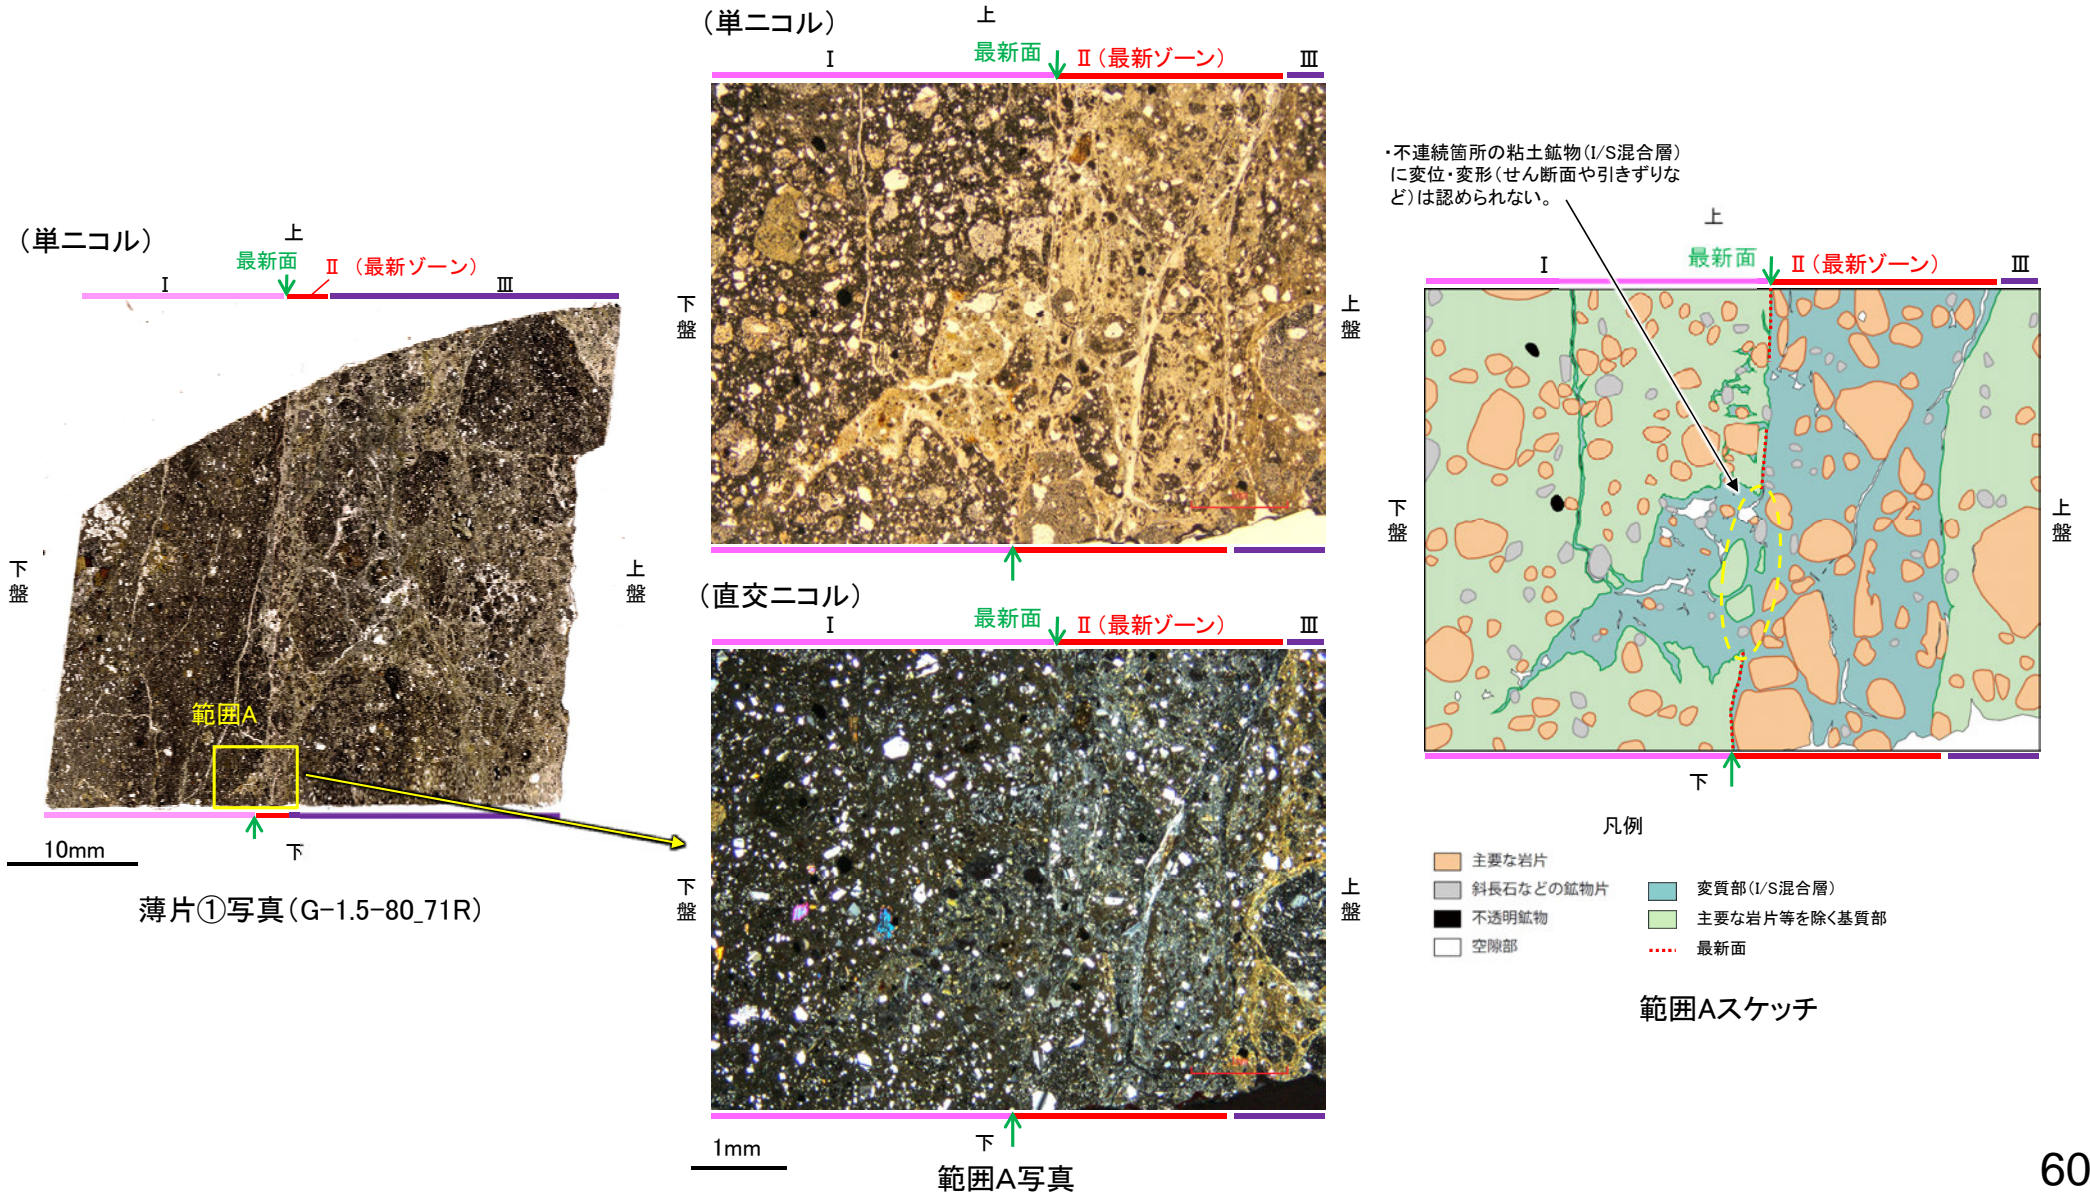 (単ニコル)
上
最新面
Ⅰ
Ⅱ (最新ゾーン)
Ⅲ
下盤
上盤
範囲A
10mm
下
薄片①写真(G-1.5-80_71R)
(単ニコル)
上
Ⅰ
最新面
Ⅱ(最新ゾーン)
Ⅲ
下盤
上盤
(直交ニコル)
Ⅰ
最新面
Ⅱ(最新ゾーン)
Ⅲ
下盤
上盤
1mm
下
範囲A写真
・不連続箇所の粘土鉱物(I/S混合層)
に変位・変形(せん断面や引きずりな
ど)は認められない。
上
Ⅰ
最新面
Ⅱ(最新ゾーン)
Ⅲ
下盤
上盤
下
凡例
主要な岩片
斜長石などの鉱物片
不透明鉱物
空隙部
変質部(I/S混合層)
主要な岩片等を除く基質部
最新面
範囲Aスケッチ
60